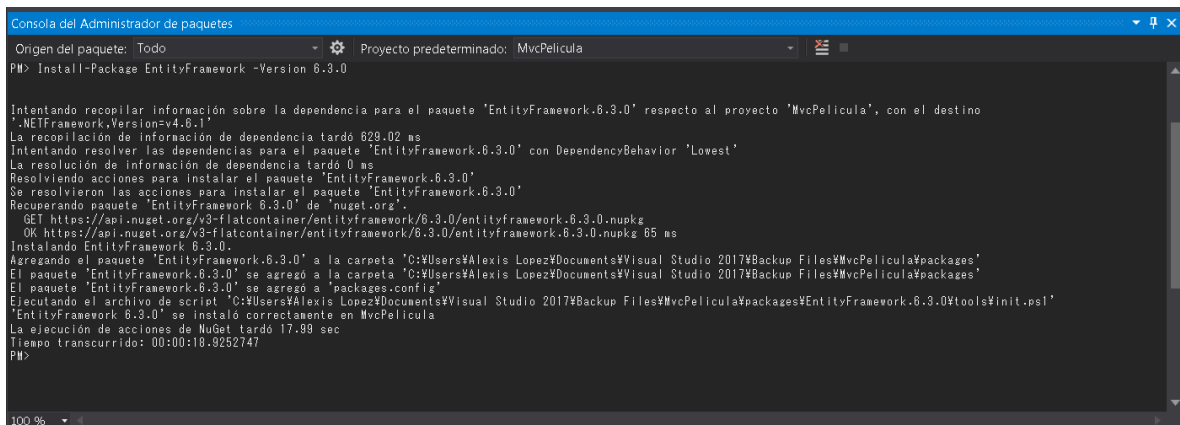 Consola del Administrador de paquetes
Origen del paquete: Todo Proyecto predeterminado: MvcPelicula
PM> Install-Package EntityFramework -Version 6.3.0
Intentando recopilar información sobre la dependencia para el paquete 'EntityFramework.6.3.0' respecto al proyecto 'MvcPelicula', con el destino
'.NETFramework,Version=v4.6.1'
La recopilación de información de dependencia tardó 629.02 ms
Intentando resolver las dependencias para el paquete 'EntityFramework.6.3.0' con DependencyBehavior 'Lowest'
La resolución de información de dependencia tardó 0 ms
Resolviendo acciones para instalar el paquete 'EntityFramework.6.3.0'
Se resolvieron las acciones para instalar el paquete 'EntityFramework.6.3.0'
Recuperando paquete 'EntityFramework 6.3.0' de 'nuget.org'.
GET https://api.nuget.org/v3-flatcontainer/entityframework/6.3.0/entityframework.6.3.0.nupkg
OK https://api.nuget.org/v3-flatcontainer/entityframework/6.3.0/entityframework.6.3.0.nupkg 65 ms
Instalando EntityFramework 6.3.0.
Agregando el paquete 'EntityFramework.6.3.0' a la carpeta 'C:¥Users¥Alexis Lopez¥Documents¥Visual Studio 2017¥Backup Files¥MvcPelicula¥packages'
El paquete 'EntityFramework.6.3.0' se agregó a la carpeta 'C:¥Users¥Alexis Lopez¥Documents¥Visual Studio 2017¥Backup Files¥MvcPelicula¥packages'
El paquete 'EntityFramework.6.3.0' se agregó a 'packages.config'
Ejecutando el archivo de script 'C:¥Users¥Alexis Lopez¥Documents¥Visual Studio 2017¥Backup Files¥MvcPelicula¥packages¥EntityFramework.6.3.0¥tools¥init.ps1'
'EntityFramework 6.3.0' se instaló correctamente en MvcPelicula
La ejecución de acciones de NuGet tardó 17.99 sec
Tiempo transcurrido: 00:00:18.9252747
PM>
100 %